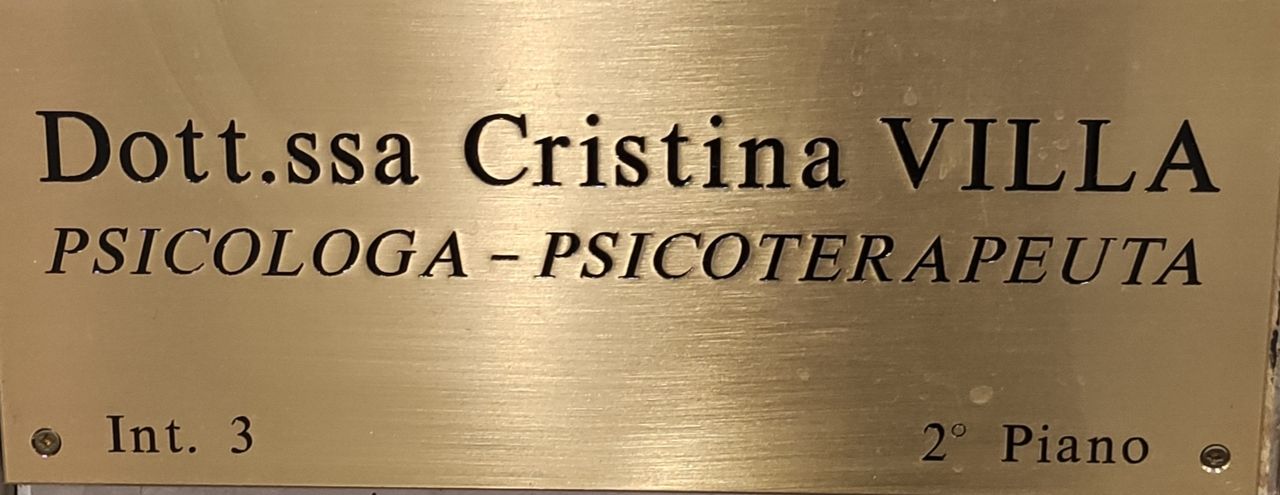 Dott.ssa Cristina VILLA
PSICOLOGA - PSICOTERAPEUTA
Int. 3 2° Piano